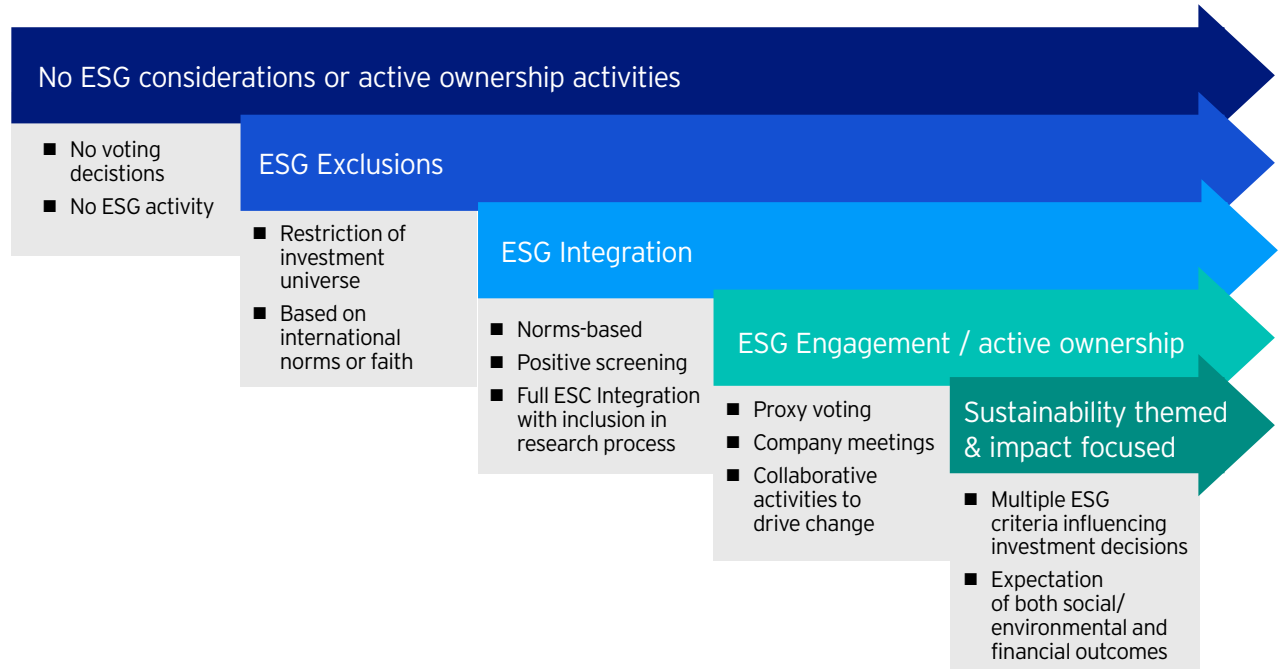 No ESG considerations or active ownership activities
■ No voting
decistions
■ No ESG activity
ESG Exclusions
■ Restriction of
investment
universe
■ Based on
international
norms or faith
ESG Integration
■ Norms-based
■ Positive screening
■ Full ESC Integration
with inclusion in
research process
ESG Engagement / active ownership
■ Proxy voting
■ Company meetings
■ Collaborative
activities to
drive change
Sustainability themed
& impact focused
■ Multiple ESG
criteria influencing
investment decisions
■ Expectation
of both social/
environmental and
financial outcomes